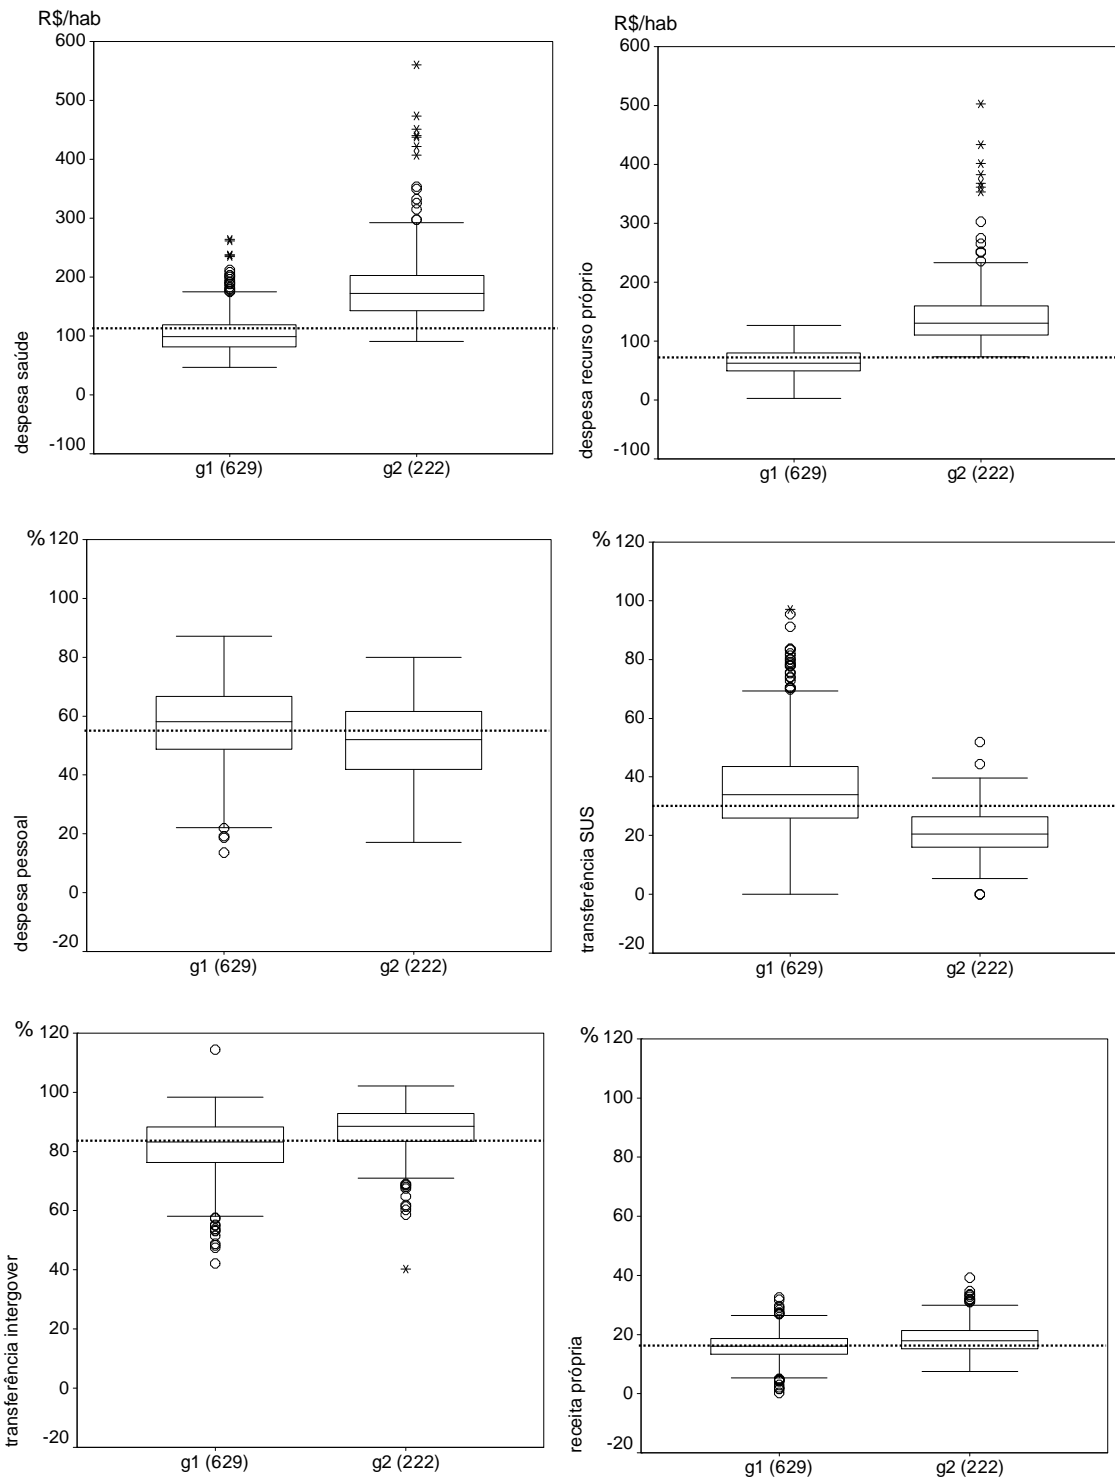 R$/hab
600
500
400
300
200
100
0
-100
despesa saúde
g1 (629)
g2 (222)
R$/hab
600
500
400
300
200
100
0
-100
despesa recurso próprio
g1 (629)
g2 (222)
% 120
100
80
60
40
20
0
-20
despesa pessoal
g1 (629)
g2 (222)
% 120
100
80
60
40
20
0
-20
transferência SUS
g1 (629)
g2 (222)
% 120
100
80
60
40
20
0
-20
transferência intergover
g1 (629)
g2 (222)
% 120
100
80
60
40
20
0
-20
receita própria
g1 (629)
g2 (222)